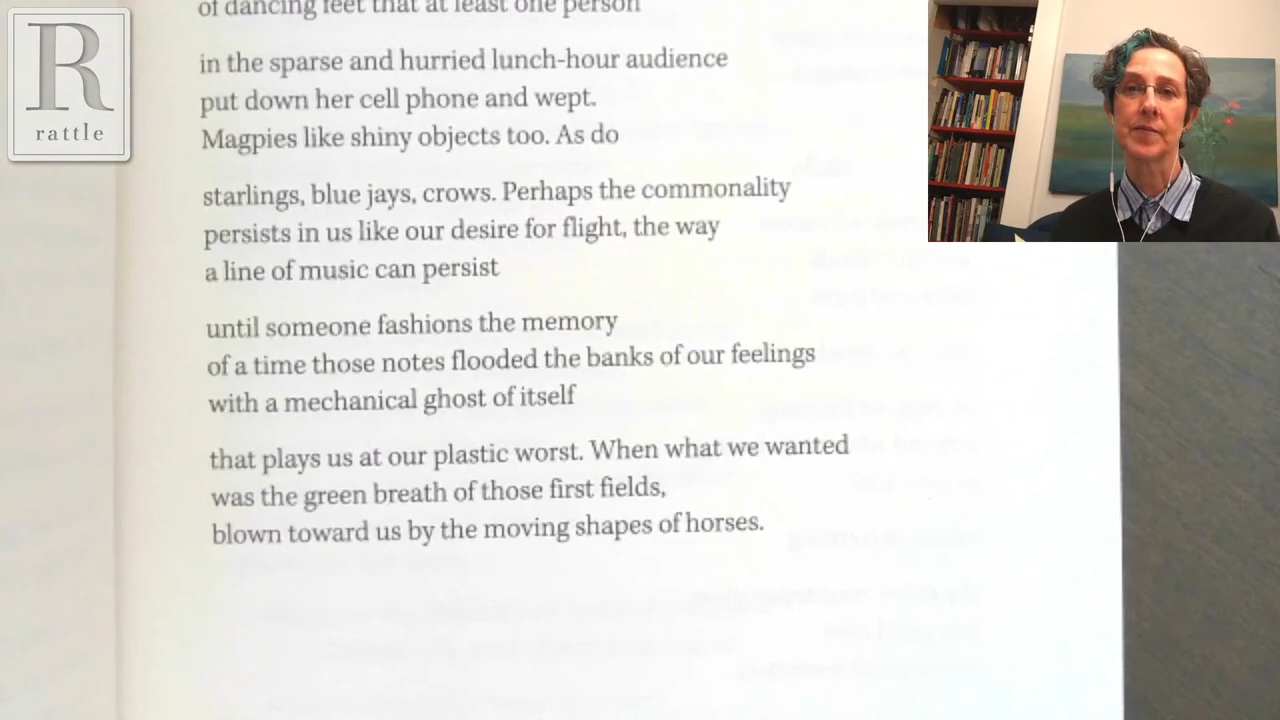 R
rattle
of dancing feet that at least one person
in the sparse and hurried lunch-hour audience
put down her cell phone and wept.
Magpies like shiny objects too. As do
starlings, blue jays, crows. Perhaps the commonality
persists in us like our desire for flight, the way
a line of music can persist
until someone fashions the memory
of a time those notes flooded the banks of our feelings
with a mechanical ghost of itself
that plays us at our plastic worst. When what we wanted
was the green breath of those first fields,
blown toward us by the moving shapes of horses.